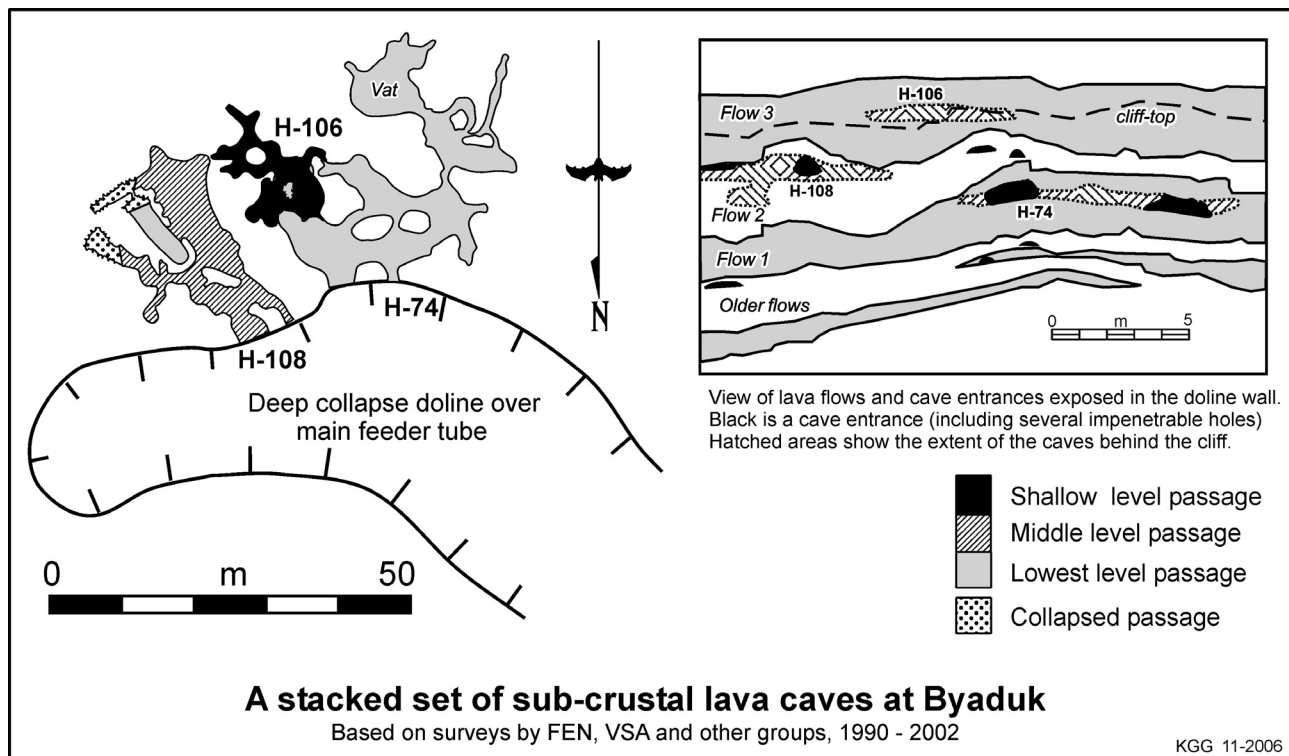 Vat
H-106
H-74
H-108
N
Deep collapse doline over
main feeder tube
0 m 50
H-106
Flow 3
cliff-top
H-108
Flow 2
H-74
Flow 1
Older flows
0 m 5
View of lava flows and cave entrances exposed in the doline wall.
Black is a cave entrance (including several impenetrable holes)
Hatched areas show the extent of the caves behind the cliff.
Shallow level passage
Middle level passage
Lowest level passage
Collapsed passage
A stacked set of sub-crustal lava caves at Byaduk
Based on surveys by FEN, VSA and other groups, 1990 - 2002
KGG 11-2006